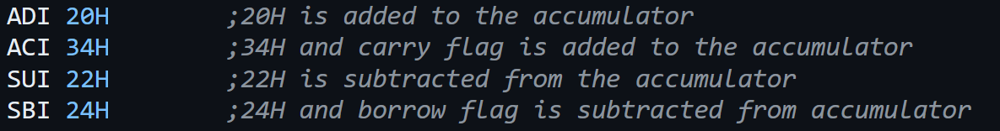 ADI 20H ;20H is added to the accumulator
ACI 34H ;34H and carry flag is added to the accumulator
SUI 22H ;22H is subtracted from the accumulator
SBI 24H ;24H and borrow flag is subtracted from accumulator